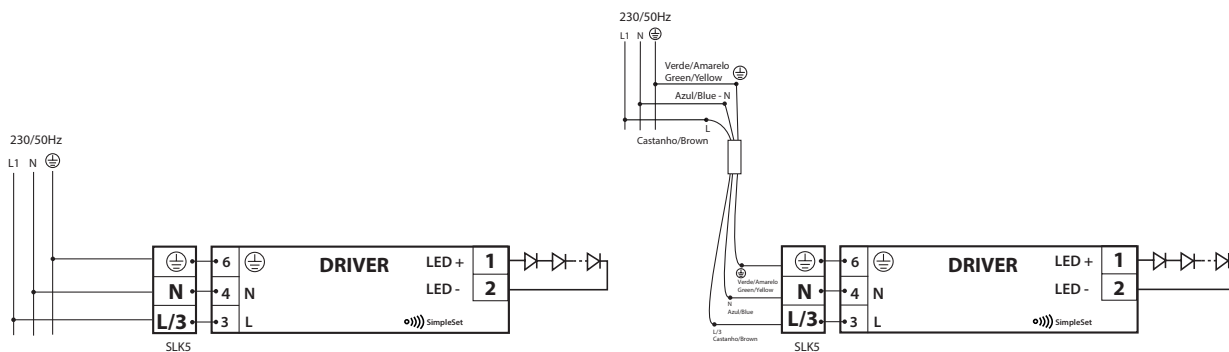 230/50Hz
L1 N
6 DRIVER LED + 1
N 4 N LED - 2
L/3 3 L SimpleSet
SLK5
230/50Hz
L1 N
Verde/Amarelo
Green/Yellow
Azul/Blue - N
L
Castanho/Brown
6 DRIVER LED + 1
Verde/Amarelo
Green/Yellow
N 4 N LED - 2
N
Azul/Blue
L/3 3 L SimpleSet
L/3
Castanho/Brown
SLK5